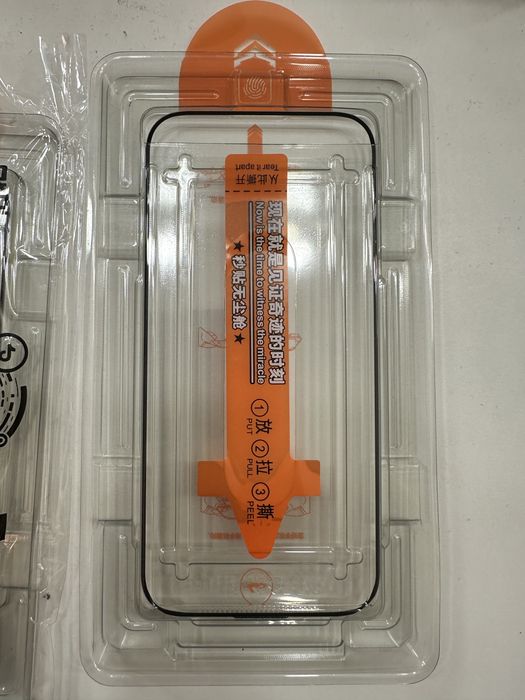 从此撕开
Tear it apart
现在就是见证奇迹的时刻
Now is the time to witness the miracle
★秒贴无尘舱★
① 放 ② 拉 ③ 撕
PUT PULL PEEL